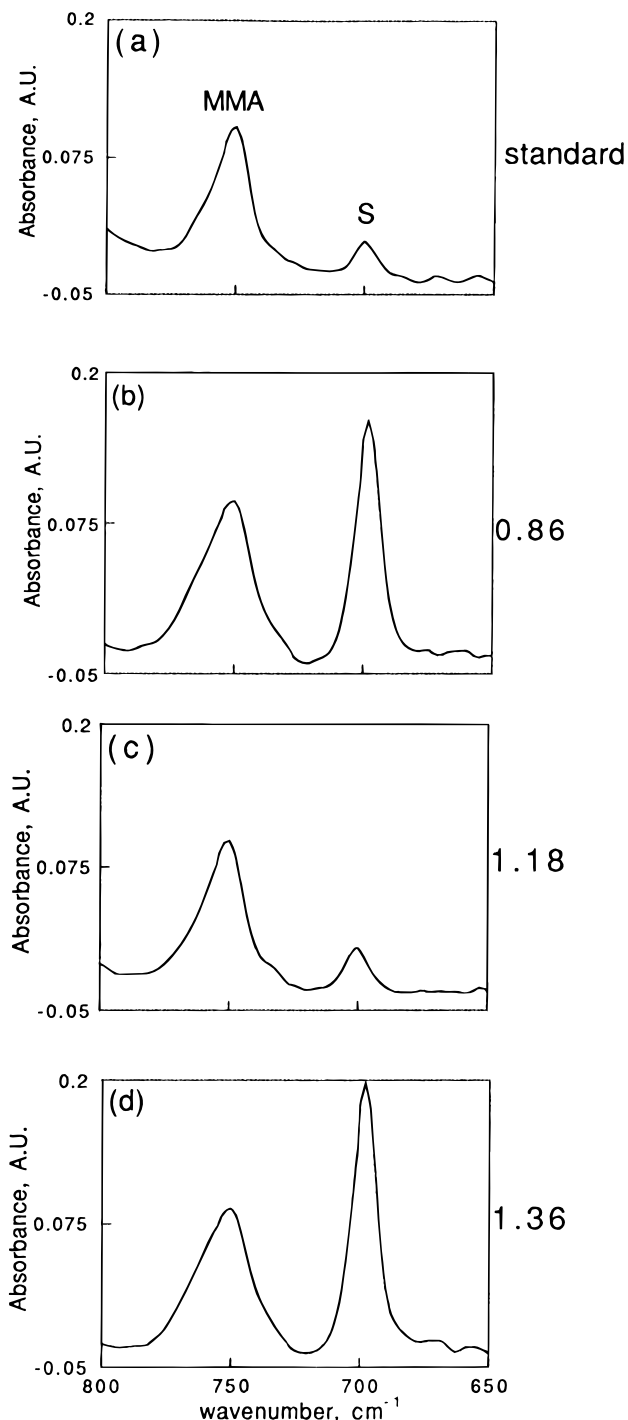 0.2
(a)
MMA
Absorbance, A.U.
0.075
standard
S
-0.05
0.2
(b)
Absorbance, A.U.
0.075
0.86
-0.05
0.2
(c)
Absorbance, A.U.
0.075
1.18
-0.05
0.2
(d)
Absorbance, A.U.
0.075
1.36
-0.05
800 750 700 650
wavenumber, cm⁻¹